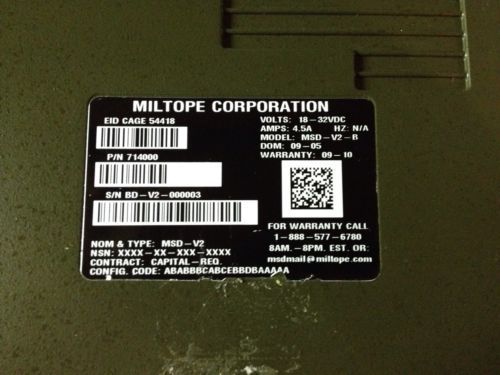 MILTOPE CORPORATION
EID CAGE 54418
P/N 714000
S/N BD-V2-000003
VOLTS: 18-32VDC
AMPS: 4.5A HZ: N/A
MODEL: MSD-V2-B
DOM: 09-05
WARRANTY: 09-10
FOR WARRANTY CALL
1-888-577-6780
8AM.-8PM. EST. OR:
msdmail@miltope.com
NOM & TYPE: MSD-V2
NSN: XXXX-XX-XXX-XXXX
CONTRACT: CAPITAL-REQ.
CONFIG. CODE: ABABBBCABCEBBDBAAAAA